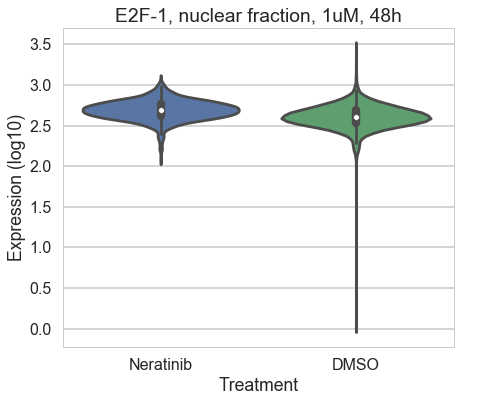 E2F-1, nuclear fraction, 1uM, 48h
3.5
3.0
2.5
2.0
1.5
1.0
0.5
0.0
Expression (log10)
Neratinib DMSO
Treatment